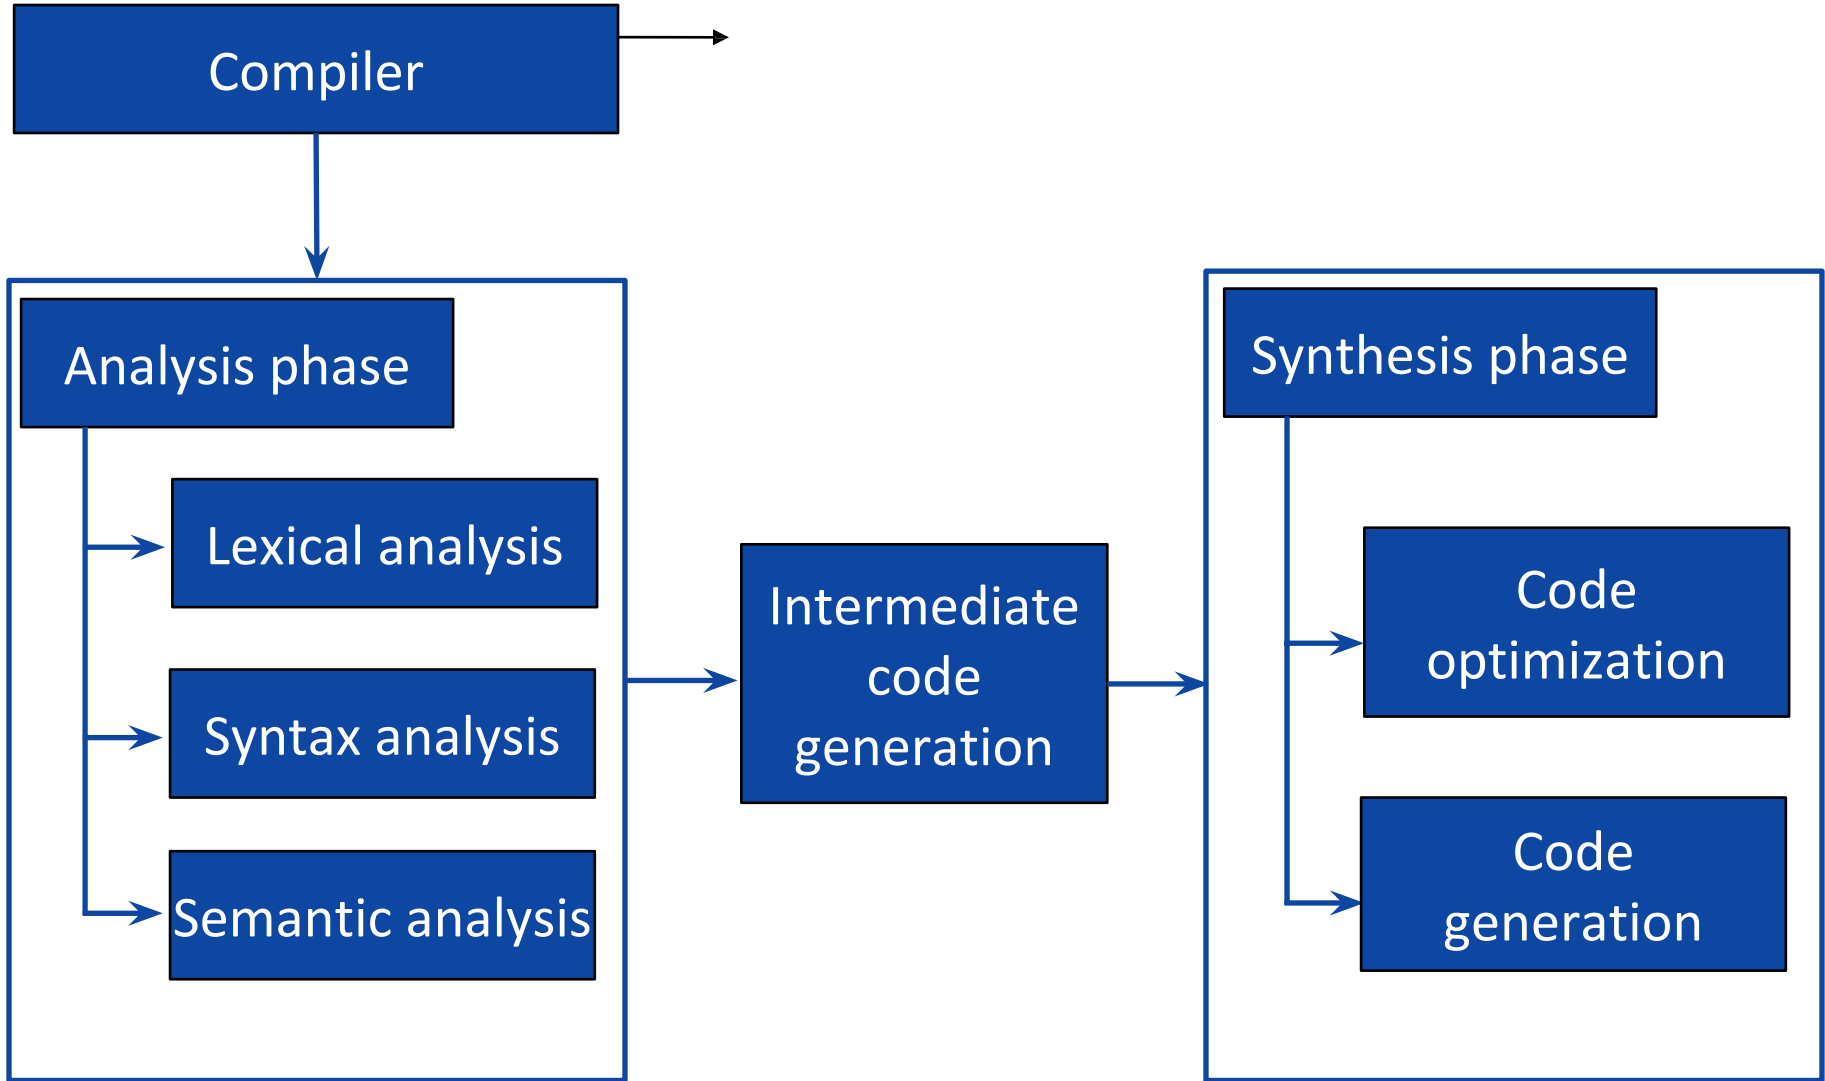 Compiler
Analysis phase
Lexical analysis
Syntax analysis
Semantic analysis
Intermediate
code
generation
Synthesis phase
Code
optimization
Code
generation